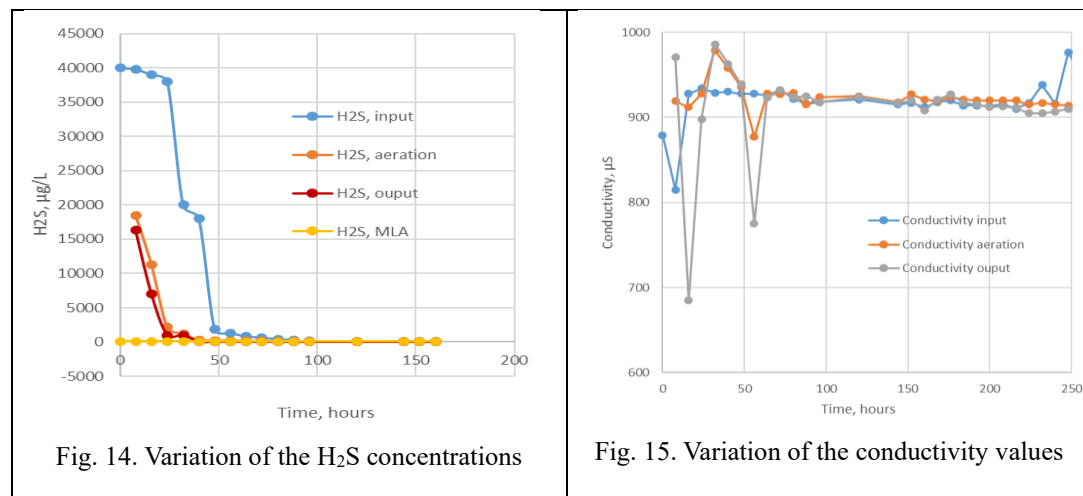 45000
40000
35000
30000
25000
20000
15000
10000
5000
0
-5000
H2S, µg/L
H2S, input
H2S, aeration
H2S, ouput
H2S, MLA
0 50 100 150 200
Time, hours
Fig. 14. Variation of the H₂S concentrations
1000
900
800
700
600
Conductivity, µS
Conductivity input
Conductivity aeration
Conductivity ouput
0 50 100 150 200 250
Time, hours
Fig. 15. Variation of the conductivity values